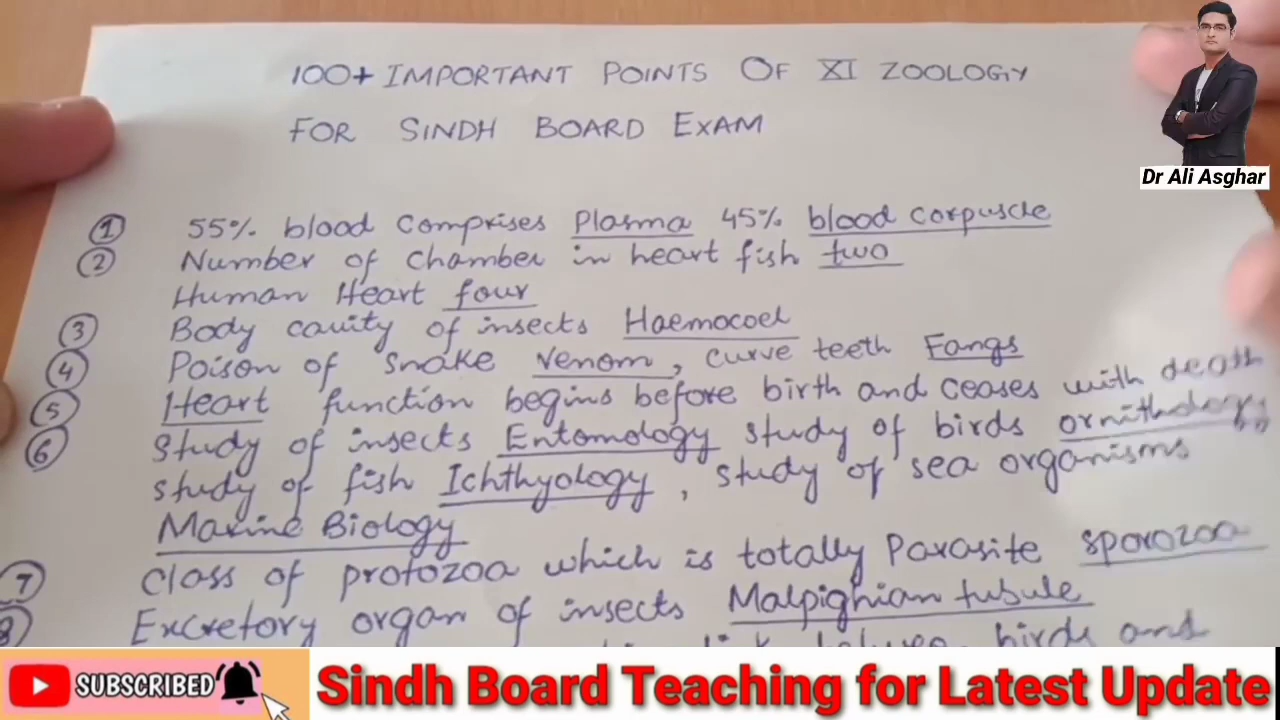 100+ IMPORTANT POINTS OF XI ZOOLOGY
FOR SINDH BOARD EXAM
Dr Ali Asghar
① 55% blood comprises Plasma 45% blood corpuscle
② Number of chamber in heart fish two
Human Heart four
③ Body cavity of insects Haemocoel
④ Poison of snake Venom, curve teeth Fangs
⑤ Heart function begins before birth and ceases with death
⑥ Study of insects Entomology study of birds ornithology
study of fish Ichthyology, study of sea organisms
Marine Biology
⑦ Class of protozoa which is totally Parasite sporozoa
⑧ Excretory organ of insects Malpighian tubule
link between birds and
SUBSCRIBED
Sindh Board Teaching for Latest Update